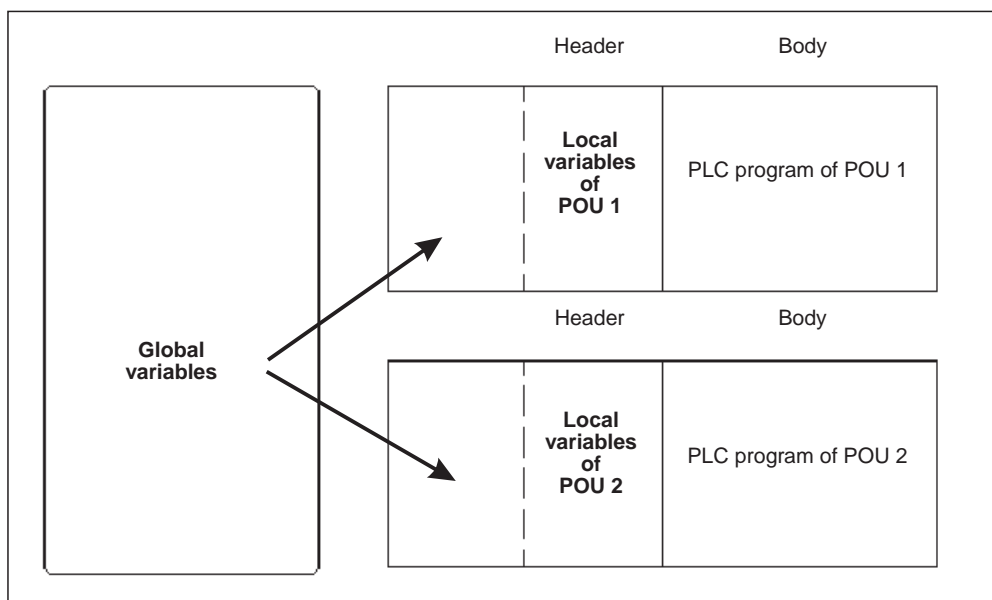 Header
Body
Local
variables
of
POU 1
PLC program of POU 1
Header
Body
Global
variables
Local
variables
of
POU 2
PLC program of POU 2